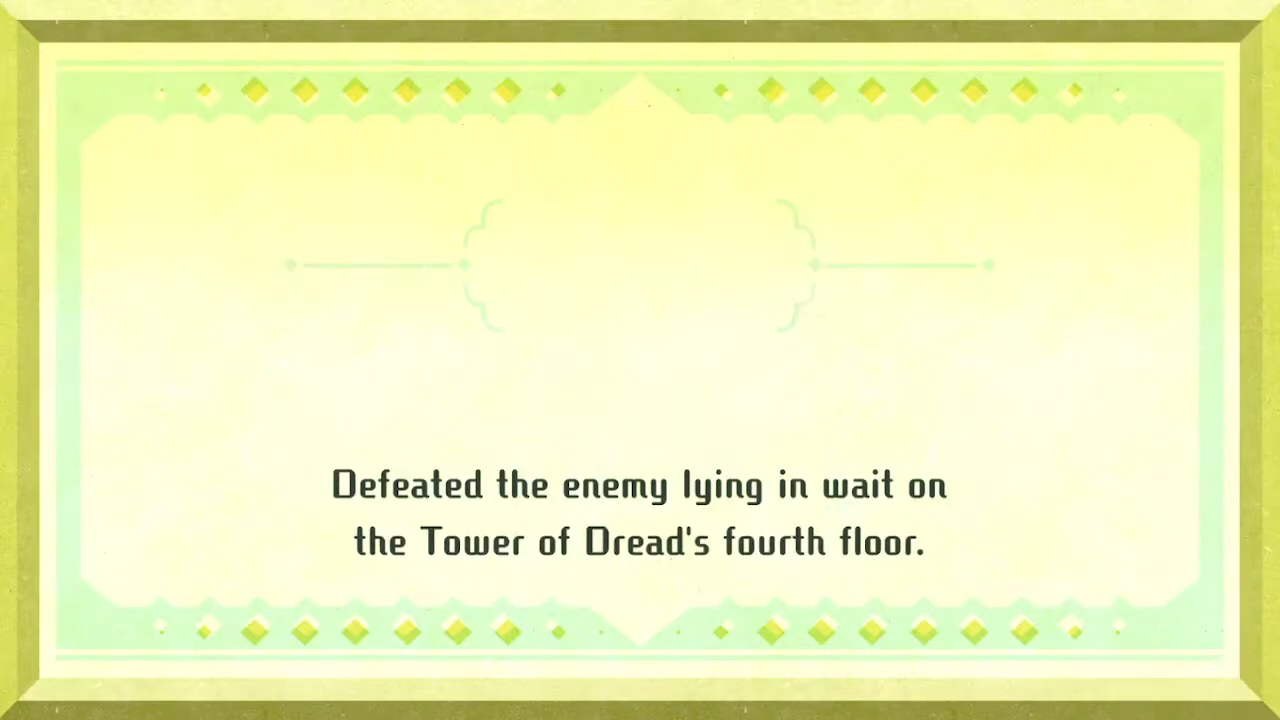 Defeated the enemy lying in wait on
the Tower of Dread's fourth floor.